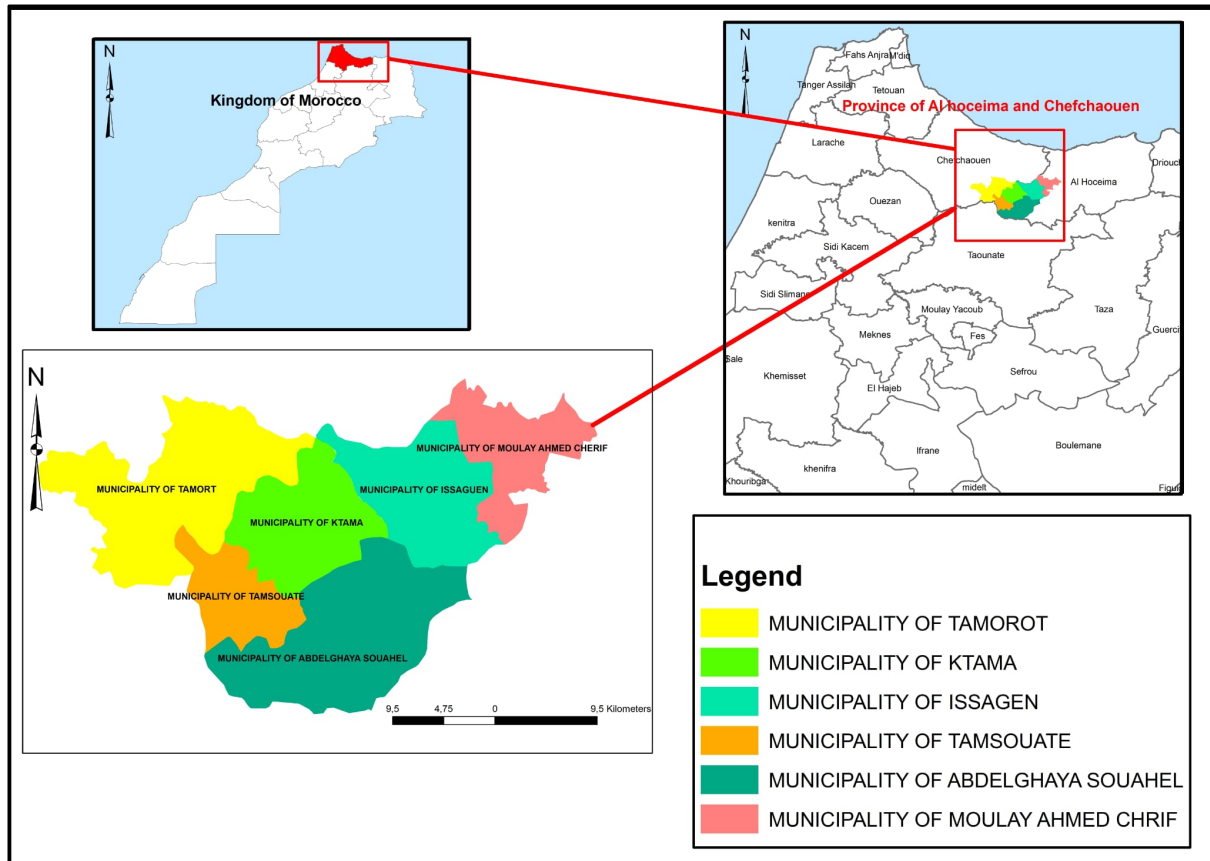 N
Kingdom of Morocco
N
Fahs Anjra
M'diq
Tanger Assilah
Tetouan
Province of Al hoceima and Chefchaouen
Larache
Chefchaouen
Driouch
Al Hoceima
Ouezan
kenitra
Sidi Kacem
Taounate
Sidi Slimane
Moulay Yacoub
Taza
Meknes
Fes
Guercif
Sale
Khemisset
El Hajeb
Sefrou
Ifrane
Boulemane
khenifra
Khouribga
midelt
Figui
N
MUNICIPALITY OF MOULAY AHMED CHERIF
MUNICIPALITY OF TAMORT
MUNICIPALITY OF ISSAGUEN
MUNICIPALITY OF KTAMA
MUNICIPALITY OF TAMSOUATE
MUNICIPALITY OF ABDELGHAYA SOUAHEL
9,5 4,75 0 9,5 Kilometers
Legend
MUNICIPALITY OF TAMOROT
MUNICIPALITY OF KTAMA
MUNICIPALITY OF ISSAGEN
MUNICIPALITY OF TAMSOUATE
MUNICIPALITY OF ABDELGHAYA SOUAHEL
MUNICIPALITY OF MOULAY AHMED CHRIF